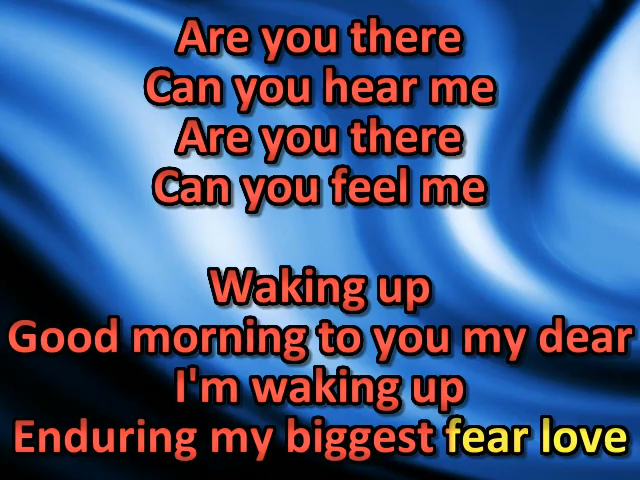 Are you there
Can you hear me
Are you there
Can you feel me
Waking up
Good morning to you my dear
I'm waking up
Enduring my biggest fear love